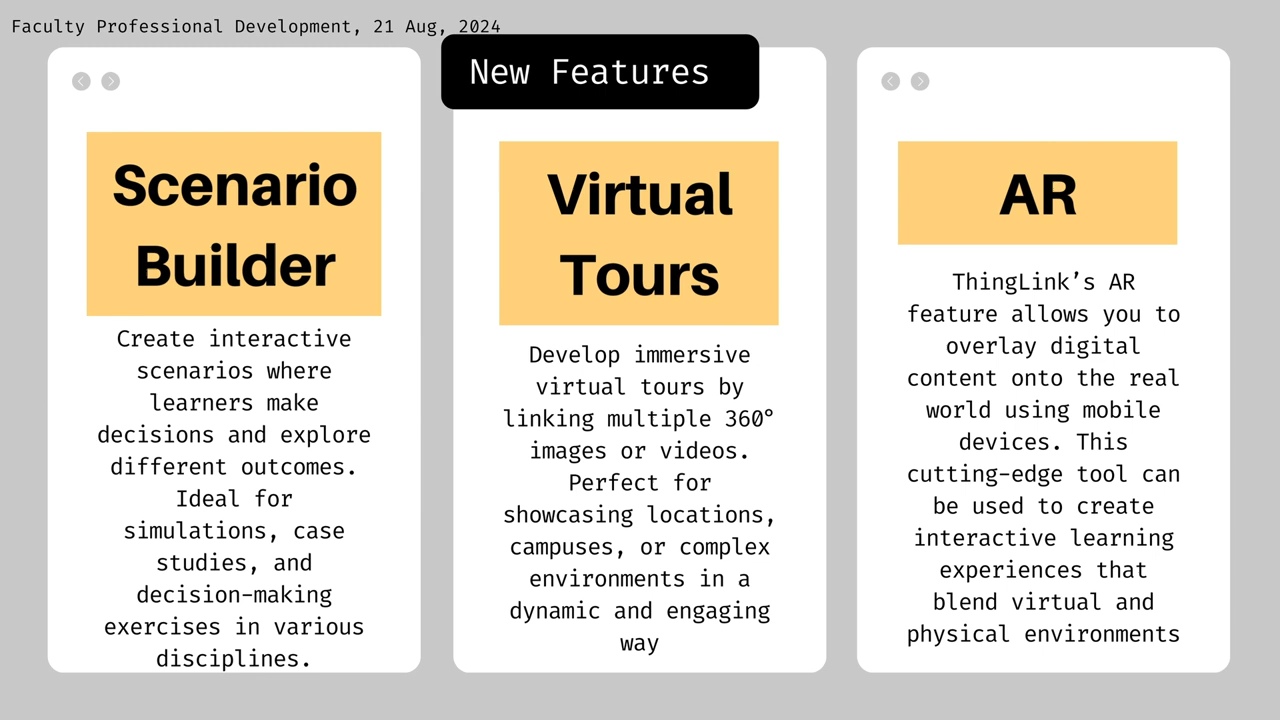 Faculty Professional Development, 21 Aug, 2024
New Features
Scenario
Builder
Create interactive
scenarios where
learners make
decisions and explore
different outcomes.
Ideal for
simulations, case
studies, and
decision-making
exercises in various
disciplines.
Virtual
Tours
Develop immersive
virtual tours by
linking multiple 360°
images or videos.
Perfect for
showcasing locations,
campuses, or complex
environments in a
dynamic and engaging
way
AR
ThingLink’s AR
feature allows you to
overlay digital
content onto the real
world using mobile
devices. This
cutting-edge tool can
be used to create
interactive learning
experiences that
blend virtual and
physical environments